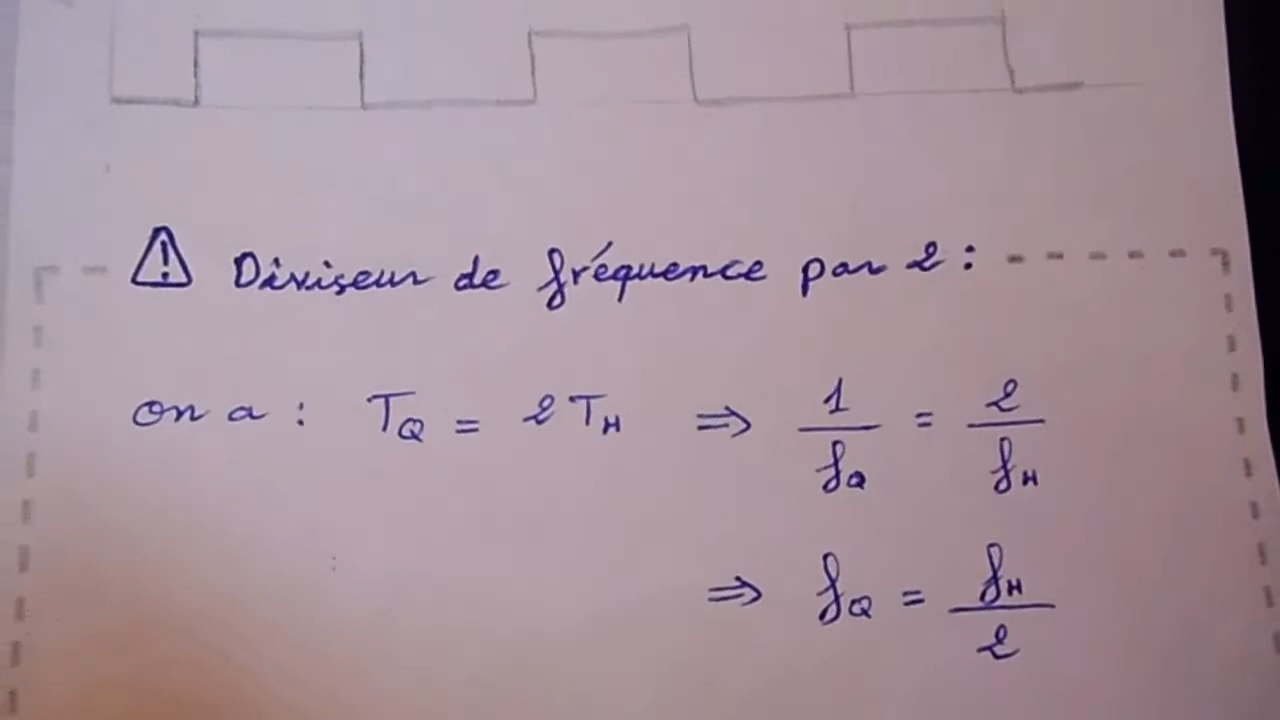 ⚠ Diviseur de fréquence par 2 :
on a : T_Q = 2 T_H ⇒ 1/f_Q = 2/f_H
⇒ f_Q = f_H/2